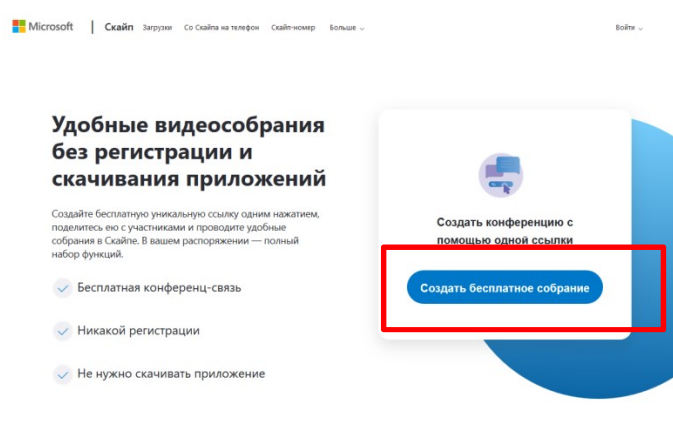 Microsoft | Скайп Загрузки Со Скайпа на телефон Скайп-номер Больше Войти
Удобные видеособрания
без регистрации и
скачивания приложений
Создайте бесплатную уникальную ссылку одним нажатием,
поделитесь ею с участниками и проводите удобные
собрания в Скайпе. В вашем распоряжении — полный
набор функций.
Бесплатная конференц-связь
Никакой регистрации
Не нужно скачивать приложение
Создать конференцию с
помощью одной ссылки
Создать бесплатное собрание